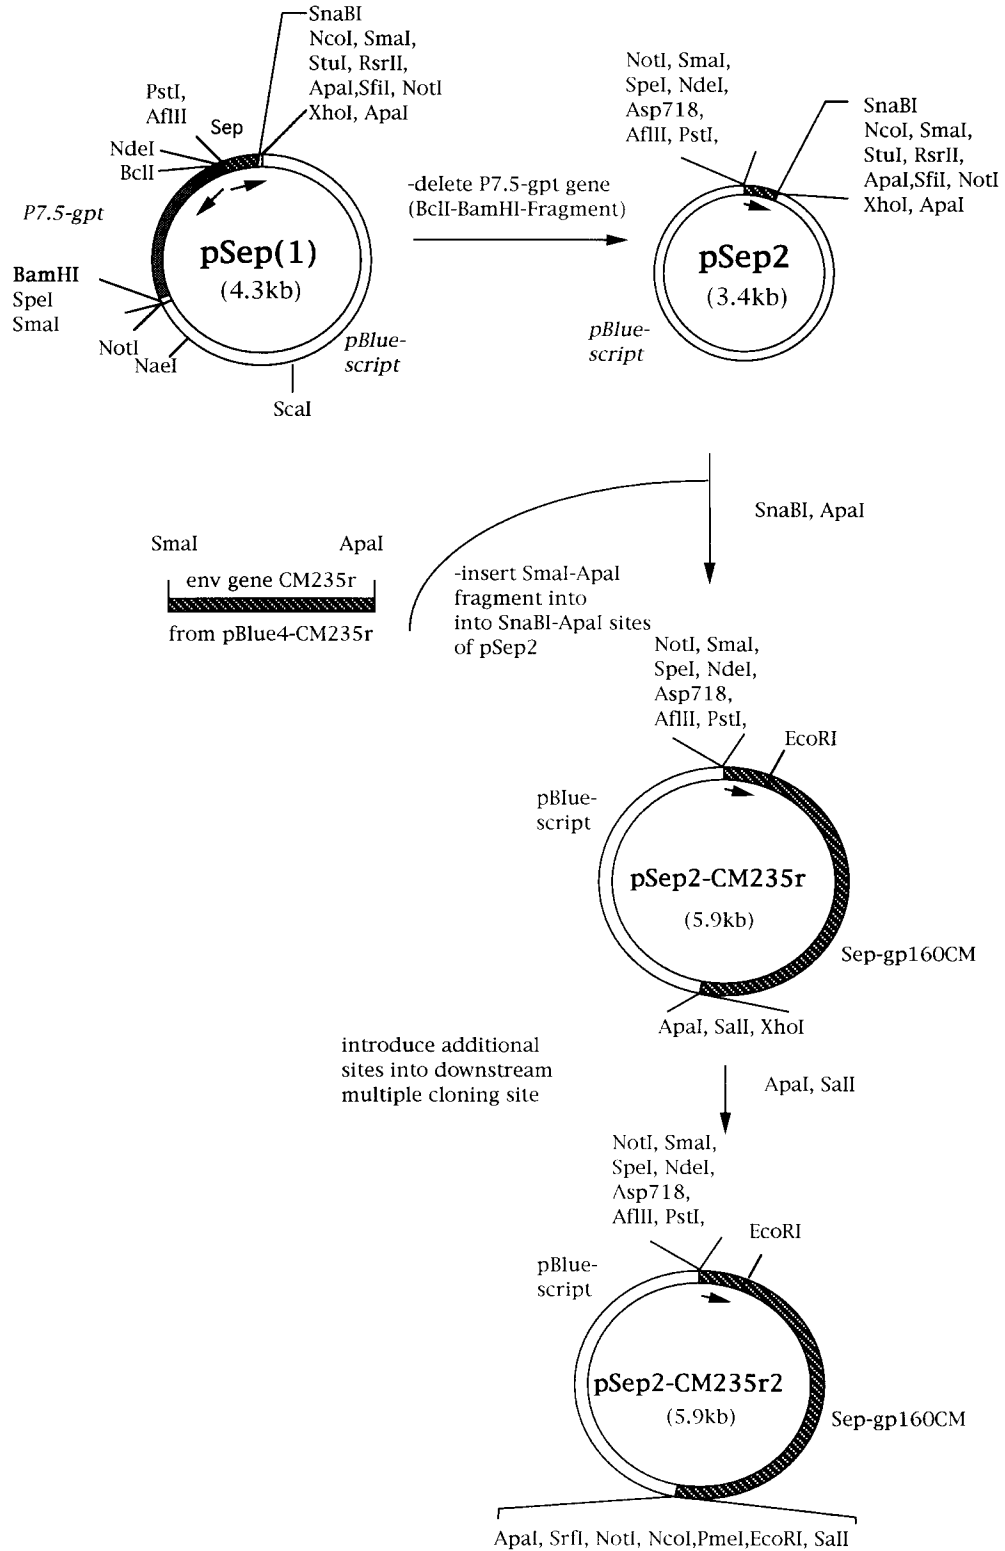 SnaBI
NcoI, SmaI,
StuI, RsrII,
ApaI,SfiI, NotI
XhoI, ApaI
PstI,
AflII
Sep
NdeI
BclI
P7.5-gpt
BamHI
SpeI
SmaI
NotI
NaeI
ScaI
pSep(1)
(4.3kb)
pBlue-
script
-delete P7.5-gpt gene
(BclI-BamHI-Fragment)
NotI, SmaI,
SpeI, NdeI,
Asp718,
AflII, PstI,
SnaBI
NcoI, SmaI,
StuI, RsrII,
ApaI,SfiI, NotI
XhoI, ApaI
pSep2
(3.4kb)
pBlue-
script
SnaBI, ApaI
SmaI
ApaI
env gene CM235r
from pBlue4-CM235r
-insert SmaI-ApaI
fragment into
into SnaBI-ApaI sites
of pSep2
NotI, SmaI,
SpeI, NdeI,
Asp718,
AflII, PstI,
EcoRI
pBlue-
script
pSep2-CM235r
(5.9kb)
Sep-gp160CM
ApaI, SalI, XhoI
introduce additional
sites into downstream
multiple cloning site
ApaI, SalI
NotI, SmaI,
SpeI, NdeI,
Asp718,
AflII, PstI,
EcoRI
pBlue-
script
pSep2-CM235r2
(5.9kb)
Sep-gp160CM
ApaI, SrfI, NotI, NcoI,PmeI,EcoRI, SalI